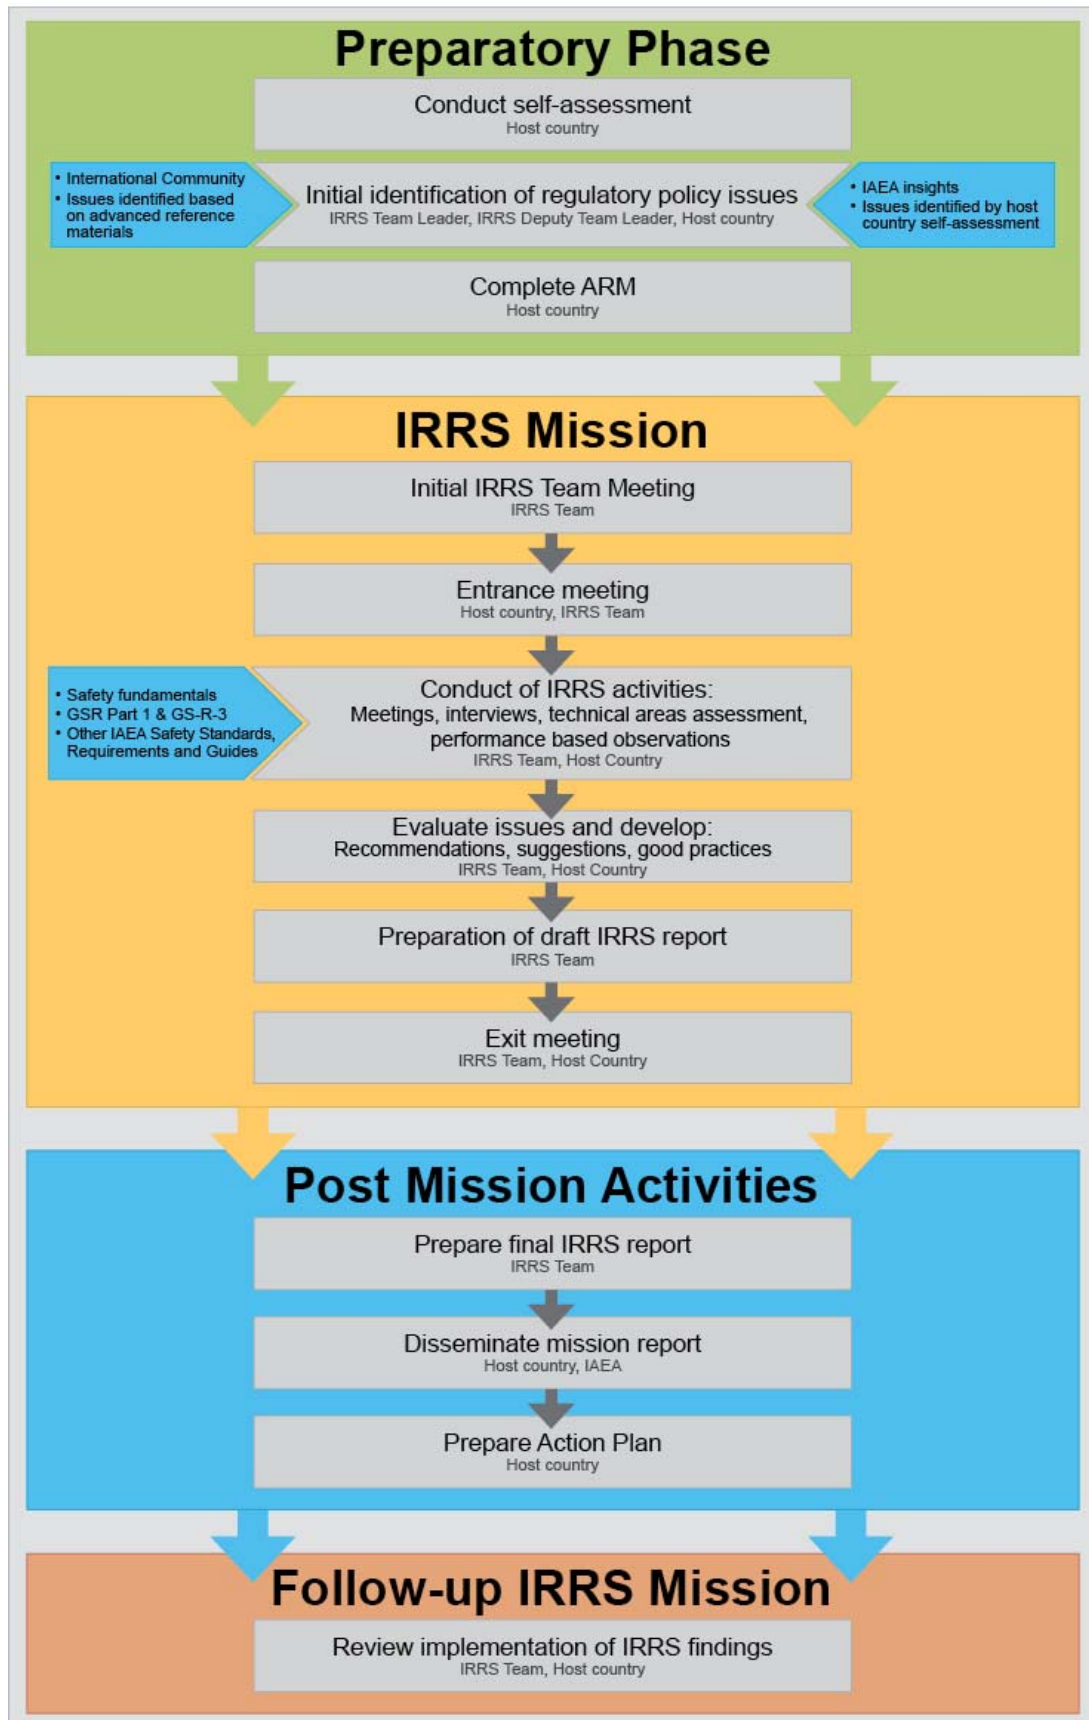 Preparatory Phase
Conduct self-assessment
Host country
• International Community
• Issues identified based
on advanced reference
materials
Initial identification of regulatory policy issues
IRRS Team Leader, IRRS Deputy Team Leader, Host country
• IAEA insights
• Issues identified by host
country self-assessment
Complete ARM
Host country
IRRS Mission
Initial IRRS Team Meeting
IRRS Team
Entrance meeting
Host country, IRRS Team
• Safety fundamentals
• GSR Part 1 & GS-R-3
• Other IAEA Safety Standards,
Requirements and Guides
Conduct of IRRS activities:
Meetings, interviews, technical areas assessment,
performance based observations
IRRS Team, Host Country
Evaluate issues and develop:
Recommendations, suggestions, good practices
IRRS Team, Host Country
Preparation of draft IRRS report
IRRS Team
Exit meeting
IRRS Team, Host Country
Post Mission Activities
Prepare final IRRS report
IRRS Team
Disseminate mission report
Host country, IAEA
Prepare Action Plan
Host country
Follow-up IRRS Mission
Review implementation of IRRS findings
IRRS Team, Host country